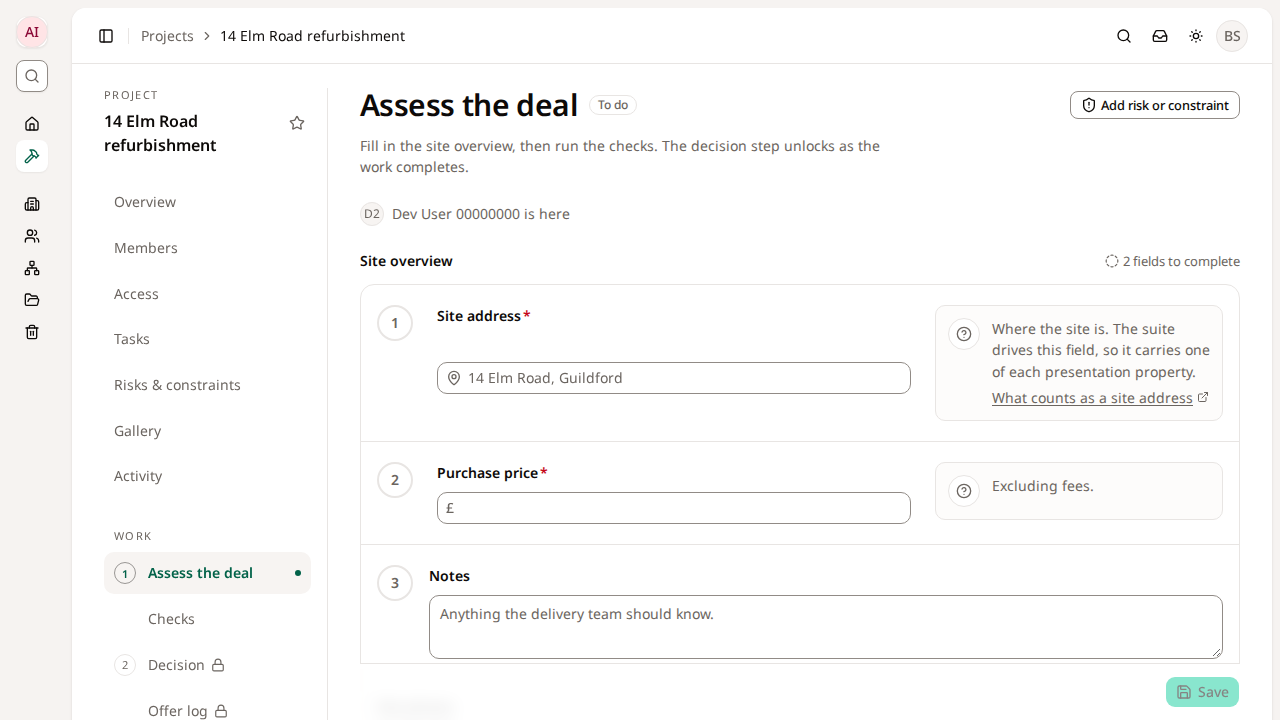 AI
Projects
14 Elm Road refurbishment
BS
PROJECT
14 Elm Road
refurbishment
Overview
Members
Access
Tasks
Risks & constraints
Gallery
Activity
WORK
1 Assess the deal
Checks
2 Decision
Offer log
Assess the deal
To do
Add risk or constraint
Fill in the site overview, then run the checks. The decision step unlocks as the
work completes.
D2 Dev User 00000000 is here
Site overview
2 fields to complete
1
Site address*
14 Elm Road, Guildford
Where the site is. The suite
drives this field, so it carries one
of each presentation property.
What counts as a site address
2
Purchase price*
£
Excluding fees.
3
Notes
Anything the delivery team should know.
Save